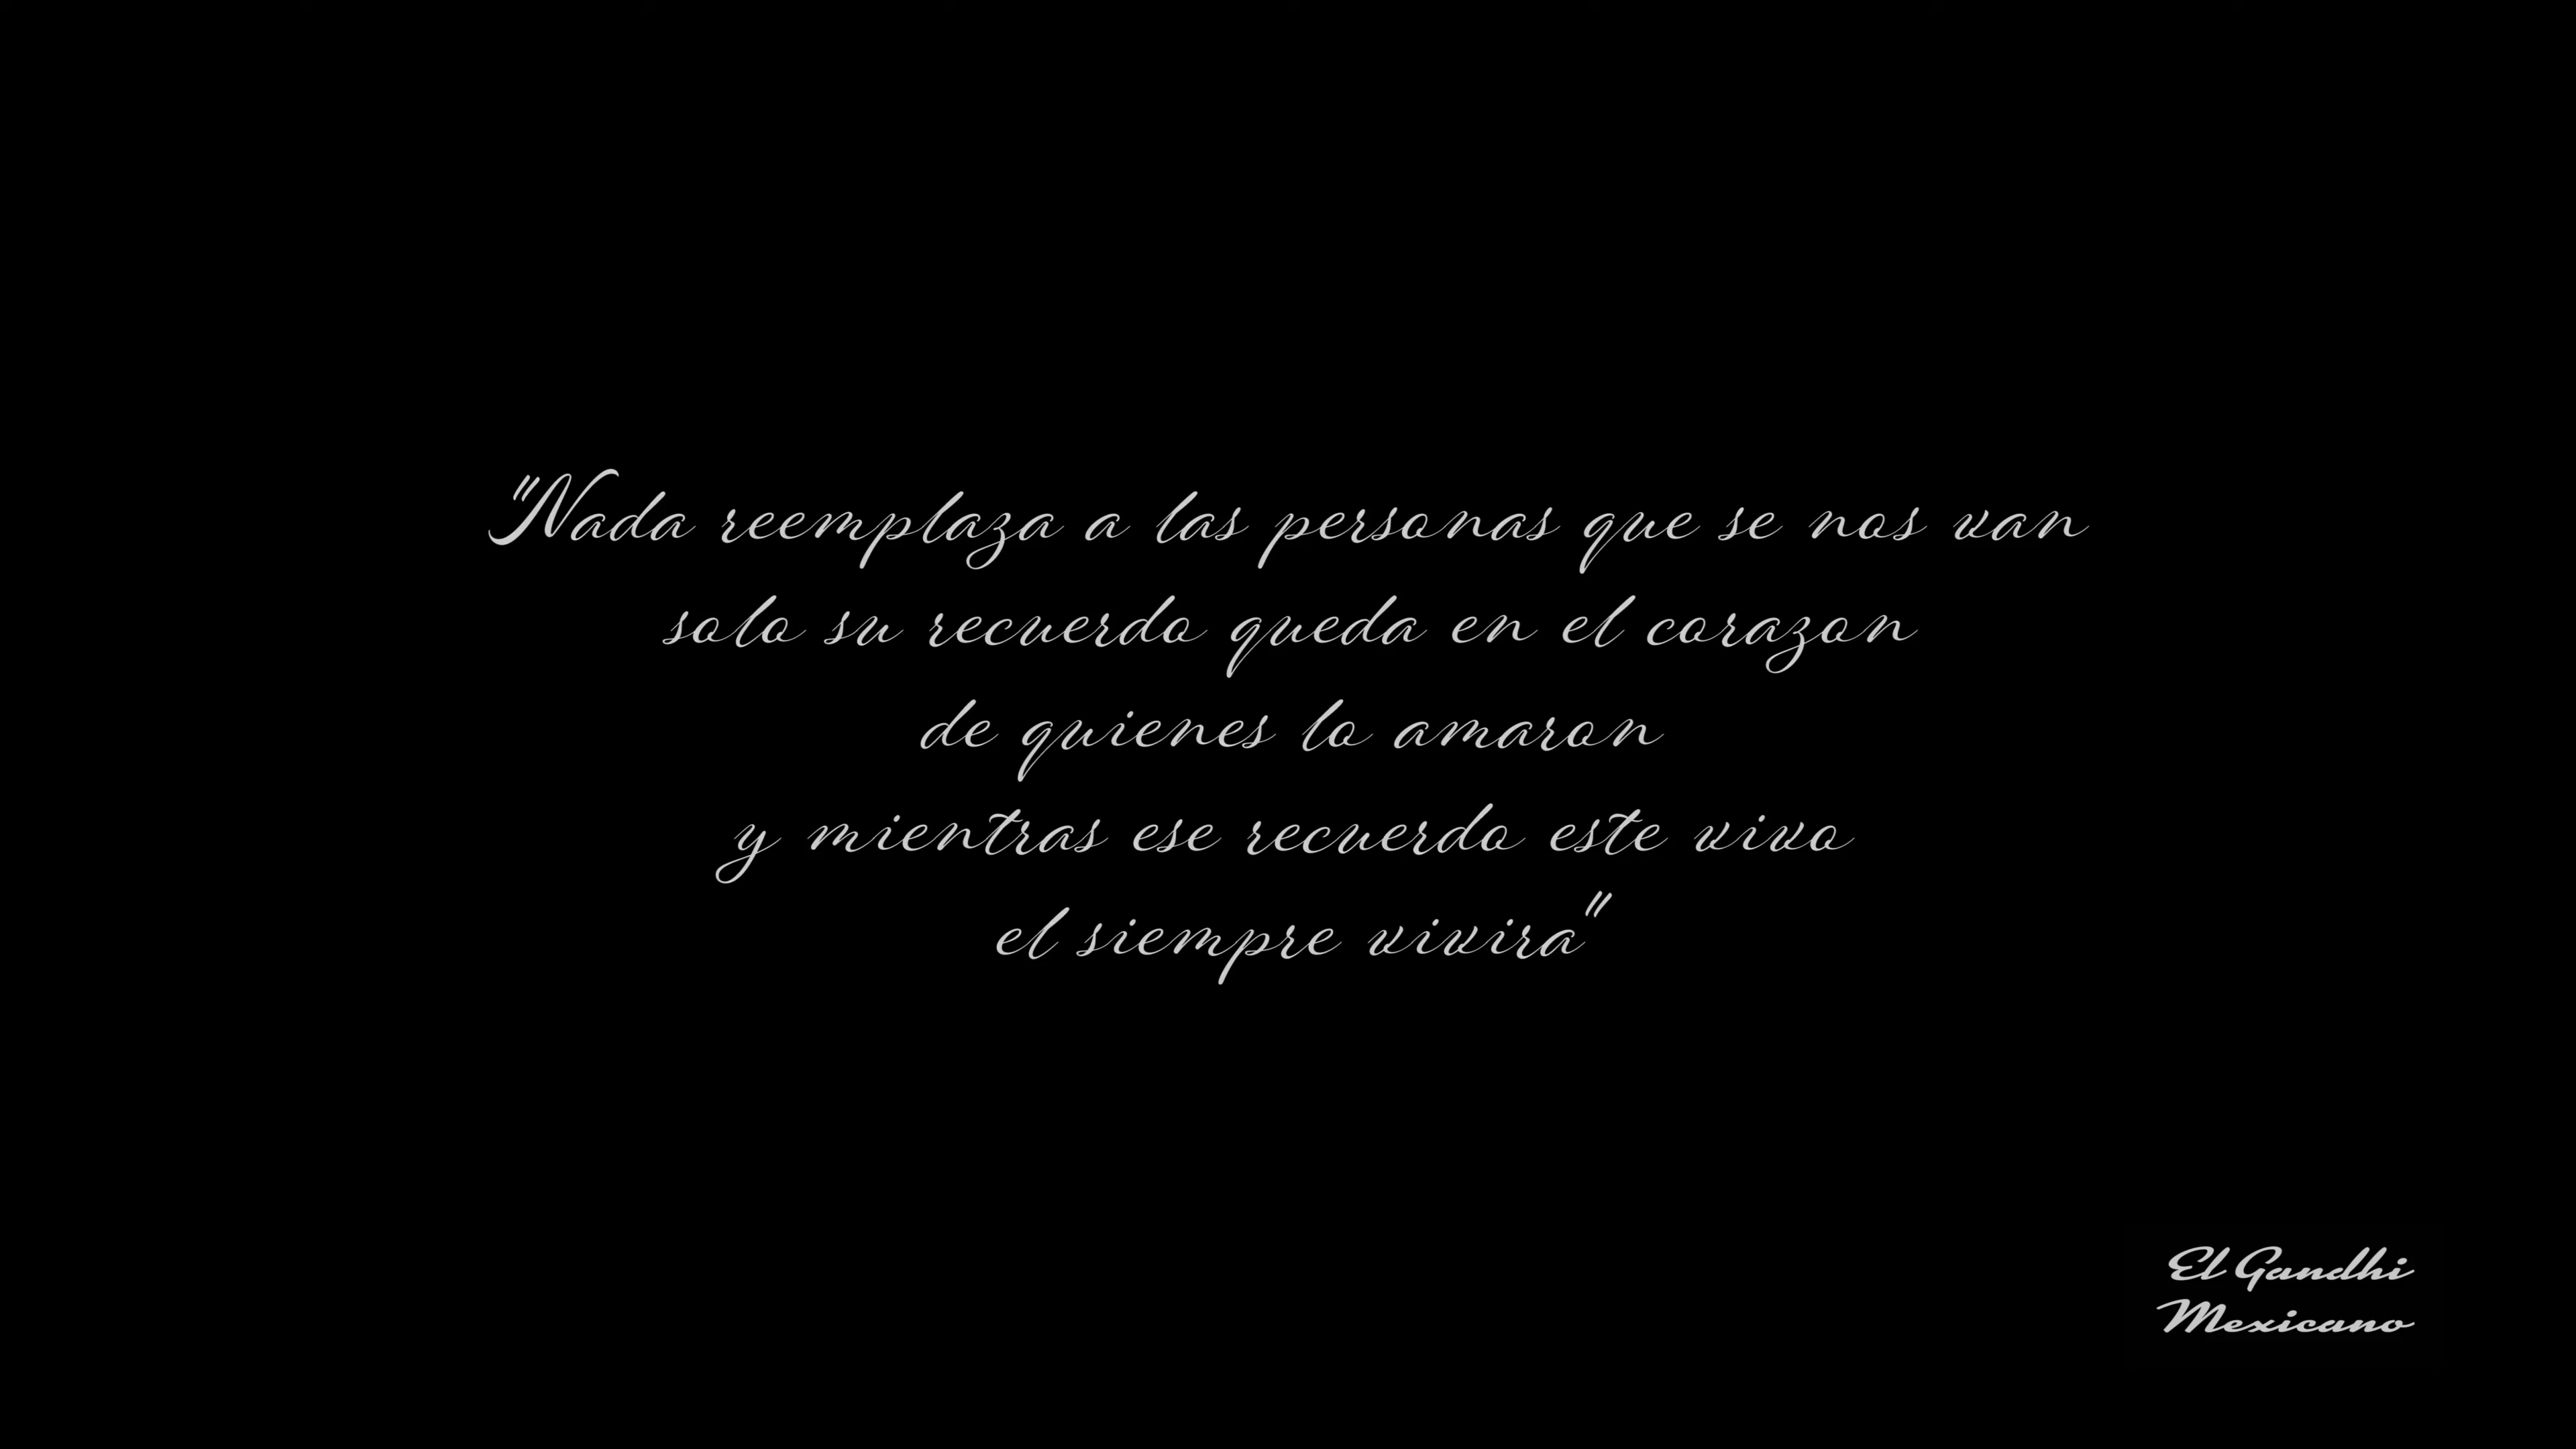 "Nada reemplaza a las personas que se nos van
solo su recuerdo queda en el corazon
de quienes lo amaron
y mientras ese recuerdo este vivo
el siempre vivira"
El Gandhi
Mexicano